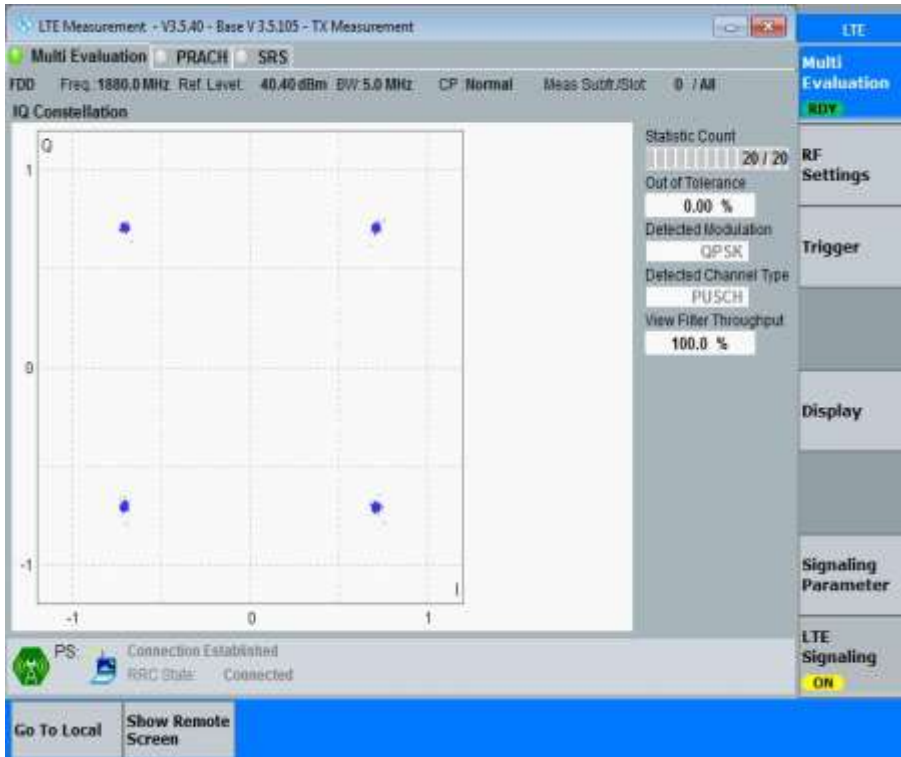 LTE Measurement - V3.5.40 - Base V 3.5.105 - TX Measurement
Multi Evaluation PRACH SRS
FDD Freq: 1880.0 MHz Ref. Level: 40.40 dBm BW: 5.0 MHz CP: Normal Meas Subfr./Slot: 0 / All
IQ Constellation
Q
1
0
-1
I
-1 0 1
Statistic Count
20 / 20
Out of Tolerance
0.00 %
Detected Modulation
QPSK
Detected Channel Type
PUSCH
View Filter Throughput
100.0 %
PS:
Connection Established
RRC State: Connected
Go To Local
Show Remote
Screen
LTE
Multi
Evaluation
RDY
RF
Settings
Trigger
Display
Signaling
Parameter
LTE
Signaling
ON